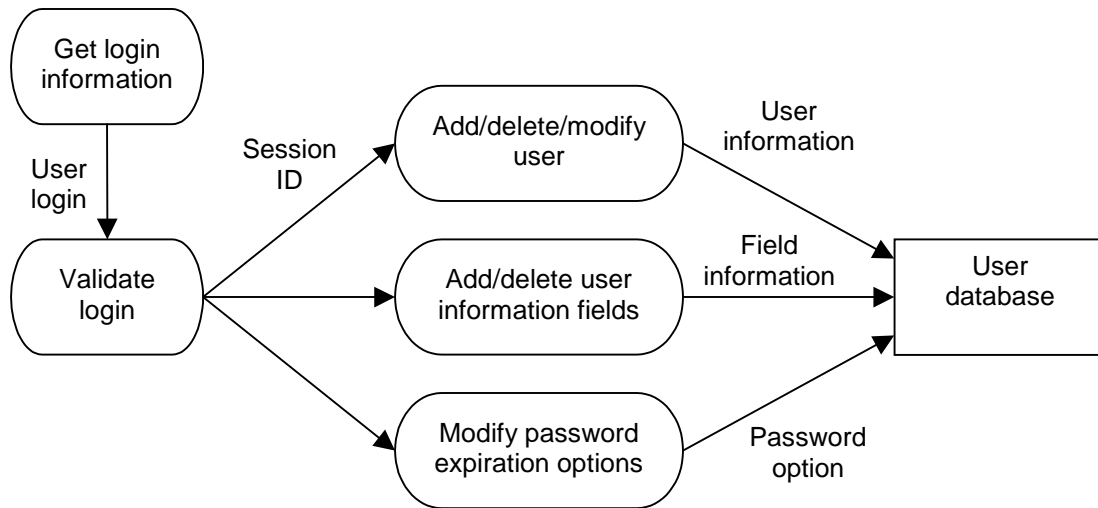 Get login
information
User
login
Validate
login
Session
ID
Add/delete/modify
user
User
information
Add/delete user
information fields
Field
information
Modify password
expiration options
Password
option
User
database